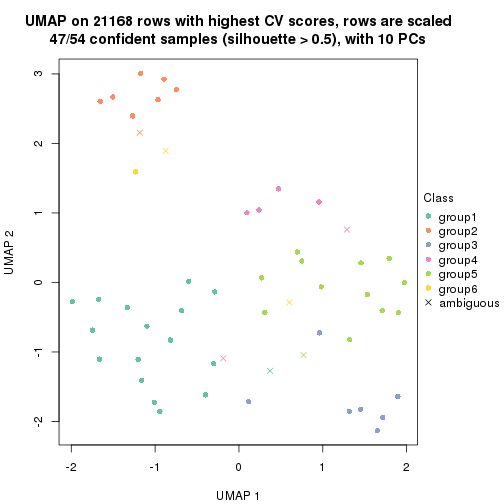 UMAP on 21168 rows with highest CV scores, rows are scaled
47/54 confident samples (silhouette > 0.5), with 10 PCs
3
2
1
0
-1
-2
UMAP 2
-2
-1
0
1
2
UMAP 1
Class
group1
group2
group3
group4
group5
group6
ambiguous